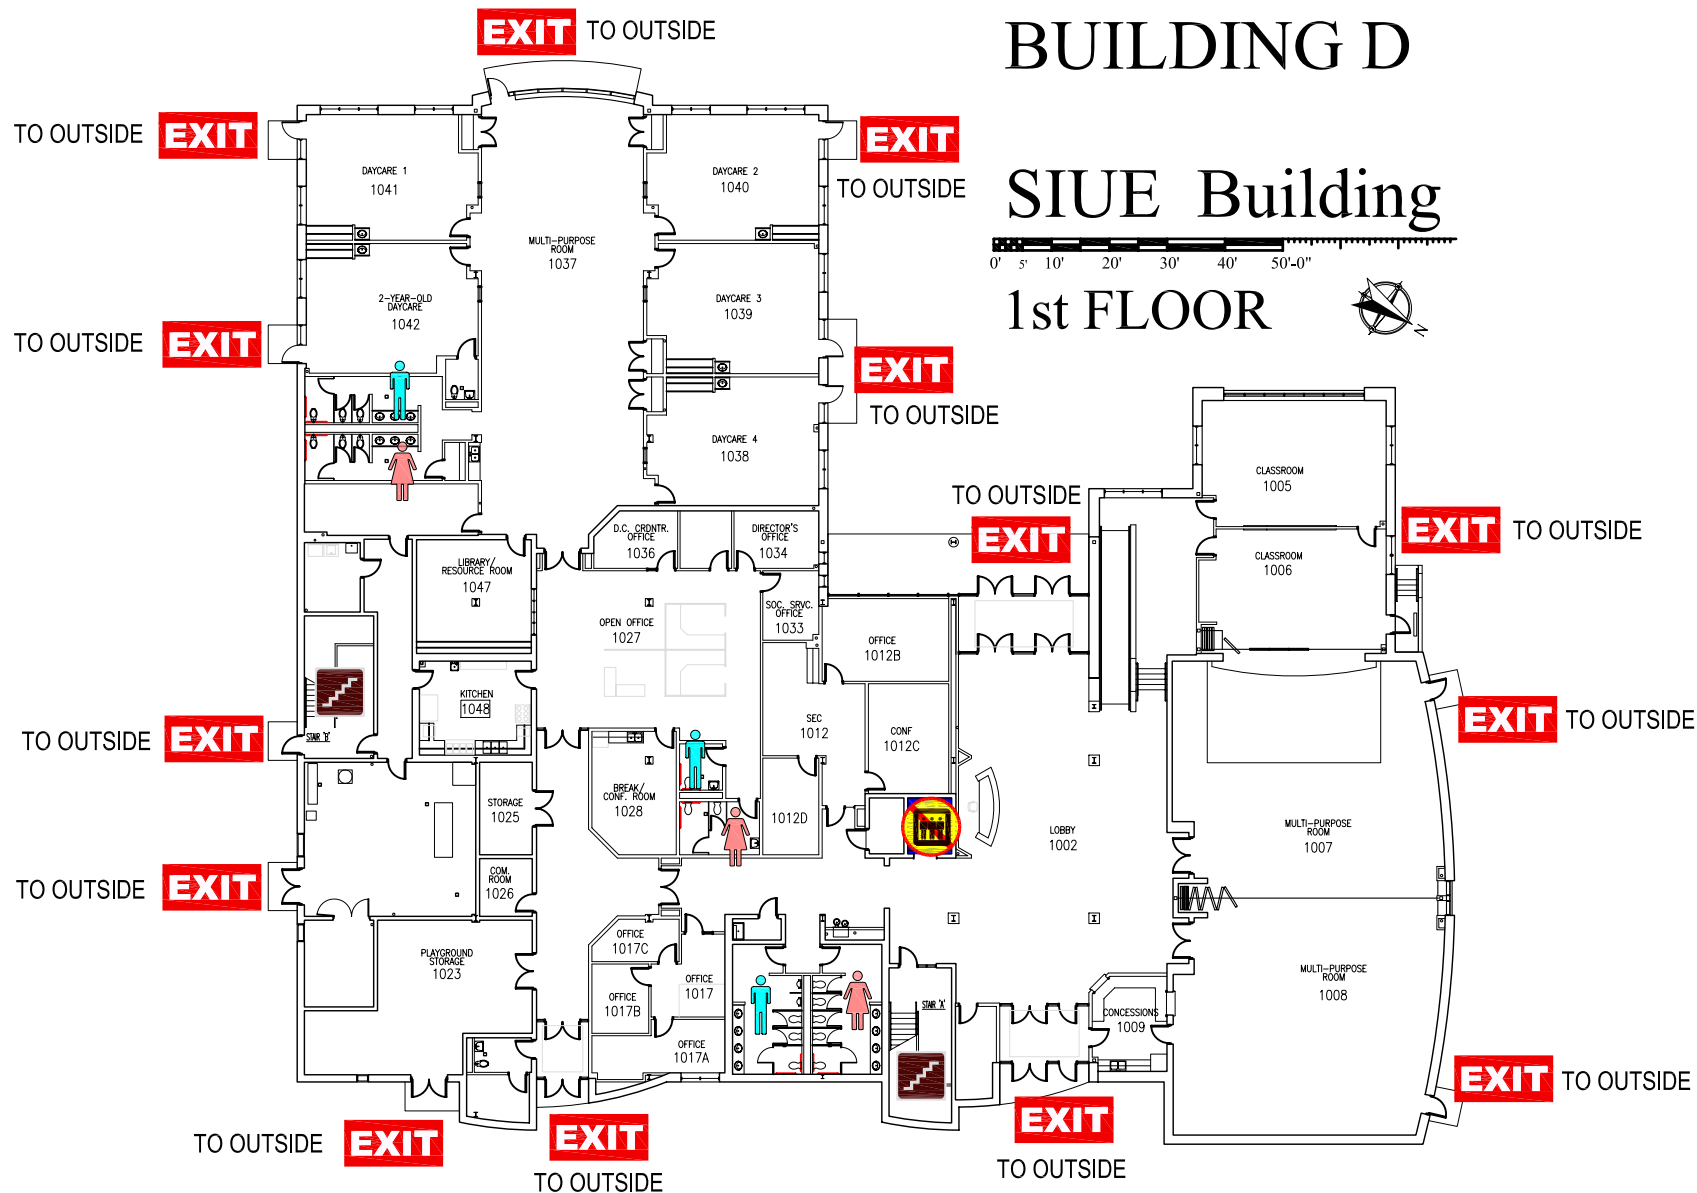 EXIT TO OUTSIDE
BUILDING D
TO OUTSIDE EXIT
EXIT
TO OUTSIDE
SIUE Building
0' 5' 10' 20' 30' 40' 50'-0"
1st FLOOR
N
DAYCARE 1
1041
DAYCARE 2
1040
MULTI-PURPOSE
ROOM
1037
2-YEAR-OLD
DAYCARE
1042
DAYCARE 3
1039
TO OUTSIDE EXIT
EXIT
TO OUTSIDE
DAYCARE 4
1038
CLASSROOM
1005
TO OUTSIDE
EXIT
EXIT TO OUTSIDE
D.C. CRDNTR.
OFFICE
1036
DIRECTOR'S
OFFICE
1034
CLASSROOM
1006
LIBRARY/
RESOURCE ROOM
1047
SOC. SRVC.
OFFICE
1033
OPEN OFFICE
1027
OFFICE
1012B
KITCHEN
1048
SEC
1012
CONF
1012C
EXIT TO OUTSIDE
TO OUTSIDE EXIT
STAIR 'B'
BREAK/
CONF. ROOM
1028
STORAGE
1025
1012D
LOBBY
1002
MULTI-PURPOSE
ROOM
1007
TO OUTSIDE EXIT
COM.
ROOM
1026
OFFICE
1017C
PLAYGROUND
STORAGE
1023
OFFICE
1017
OFFICE
1017B
OFFICE
1017A
STAIR 'A'
CONCESSIONS
1009
MULTI-PURPOSE
ROOM
1008
EXIT TO OUTSIDE
TO OUTSIDE EXIT
EXIT
TO OUTSIDE
EXIT
TO OUTSIDE